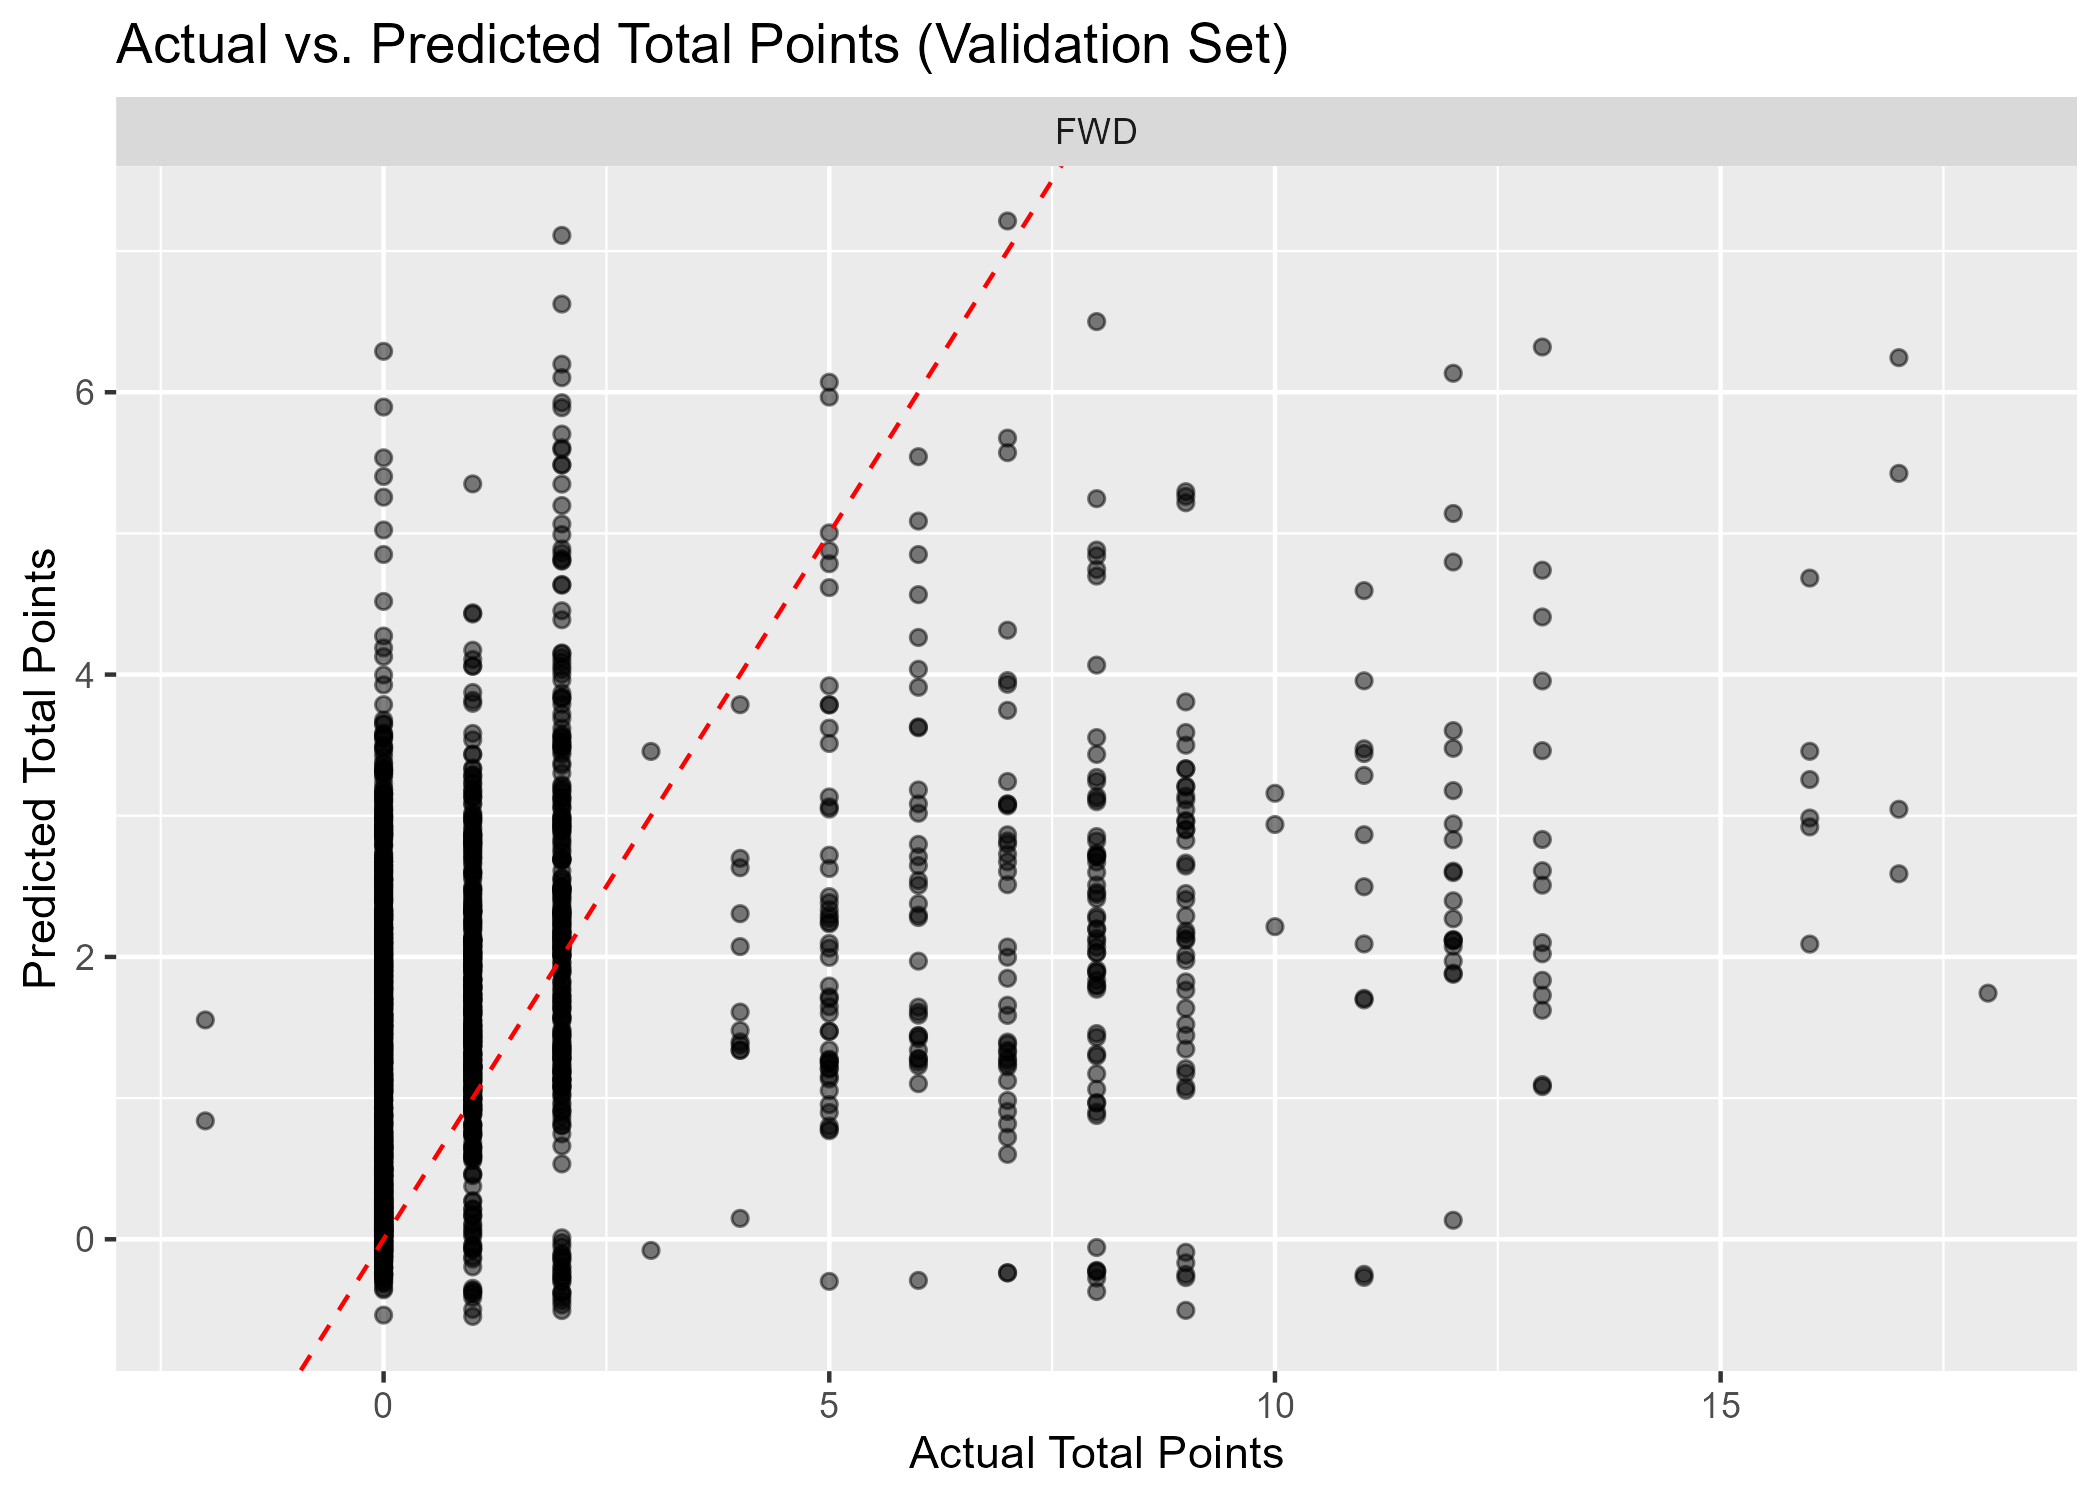 Actual vs. Predicted Total Points (Validation Set)
FWD
Predicted Total Points
6
4
2
0
0 5 10 15
Actual Total Points